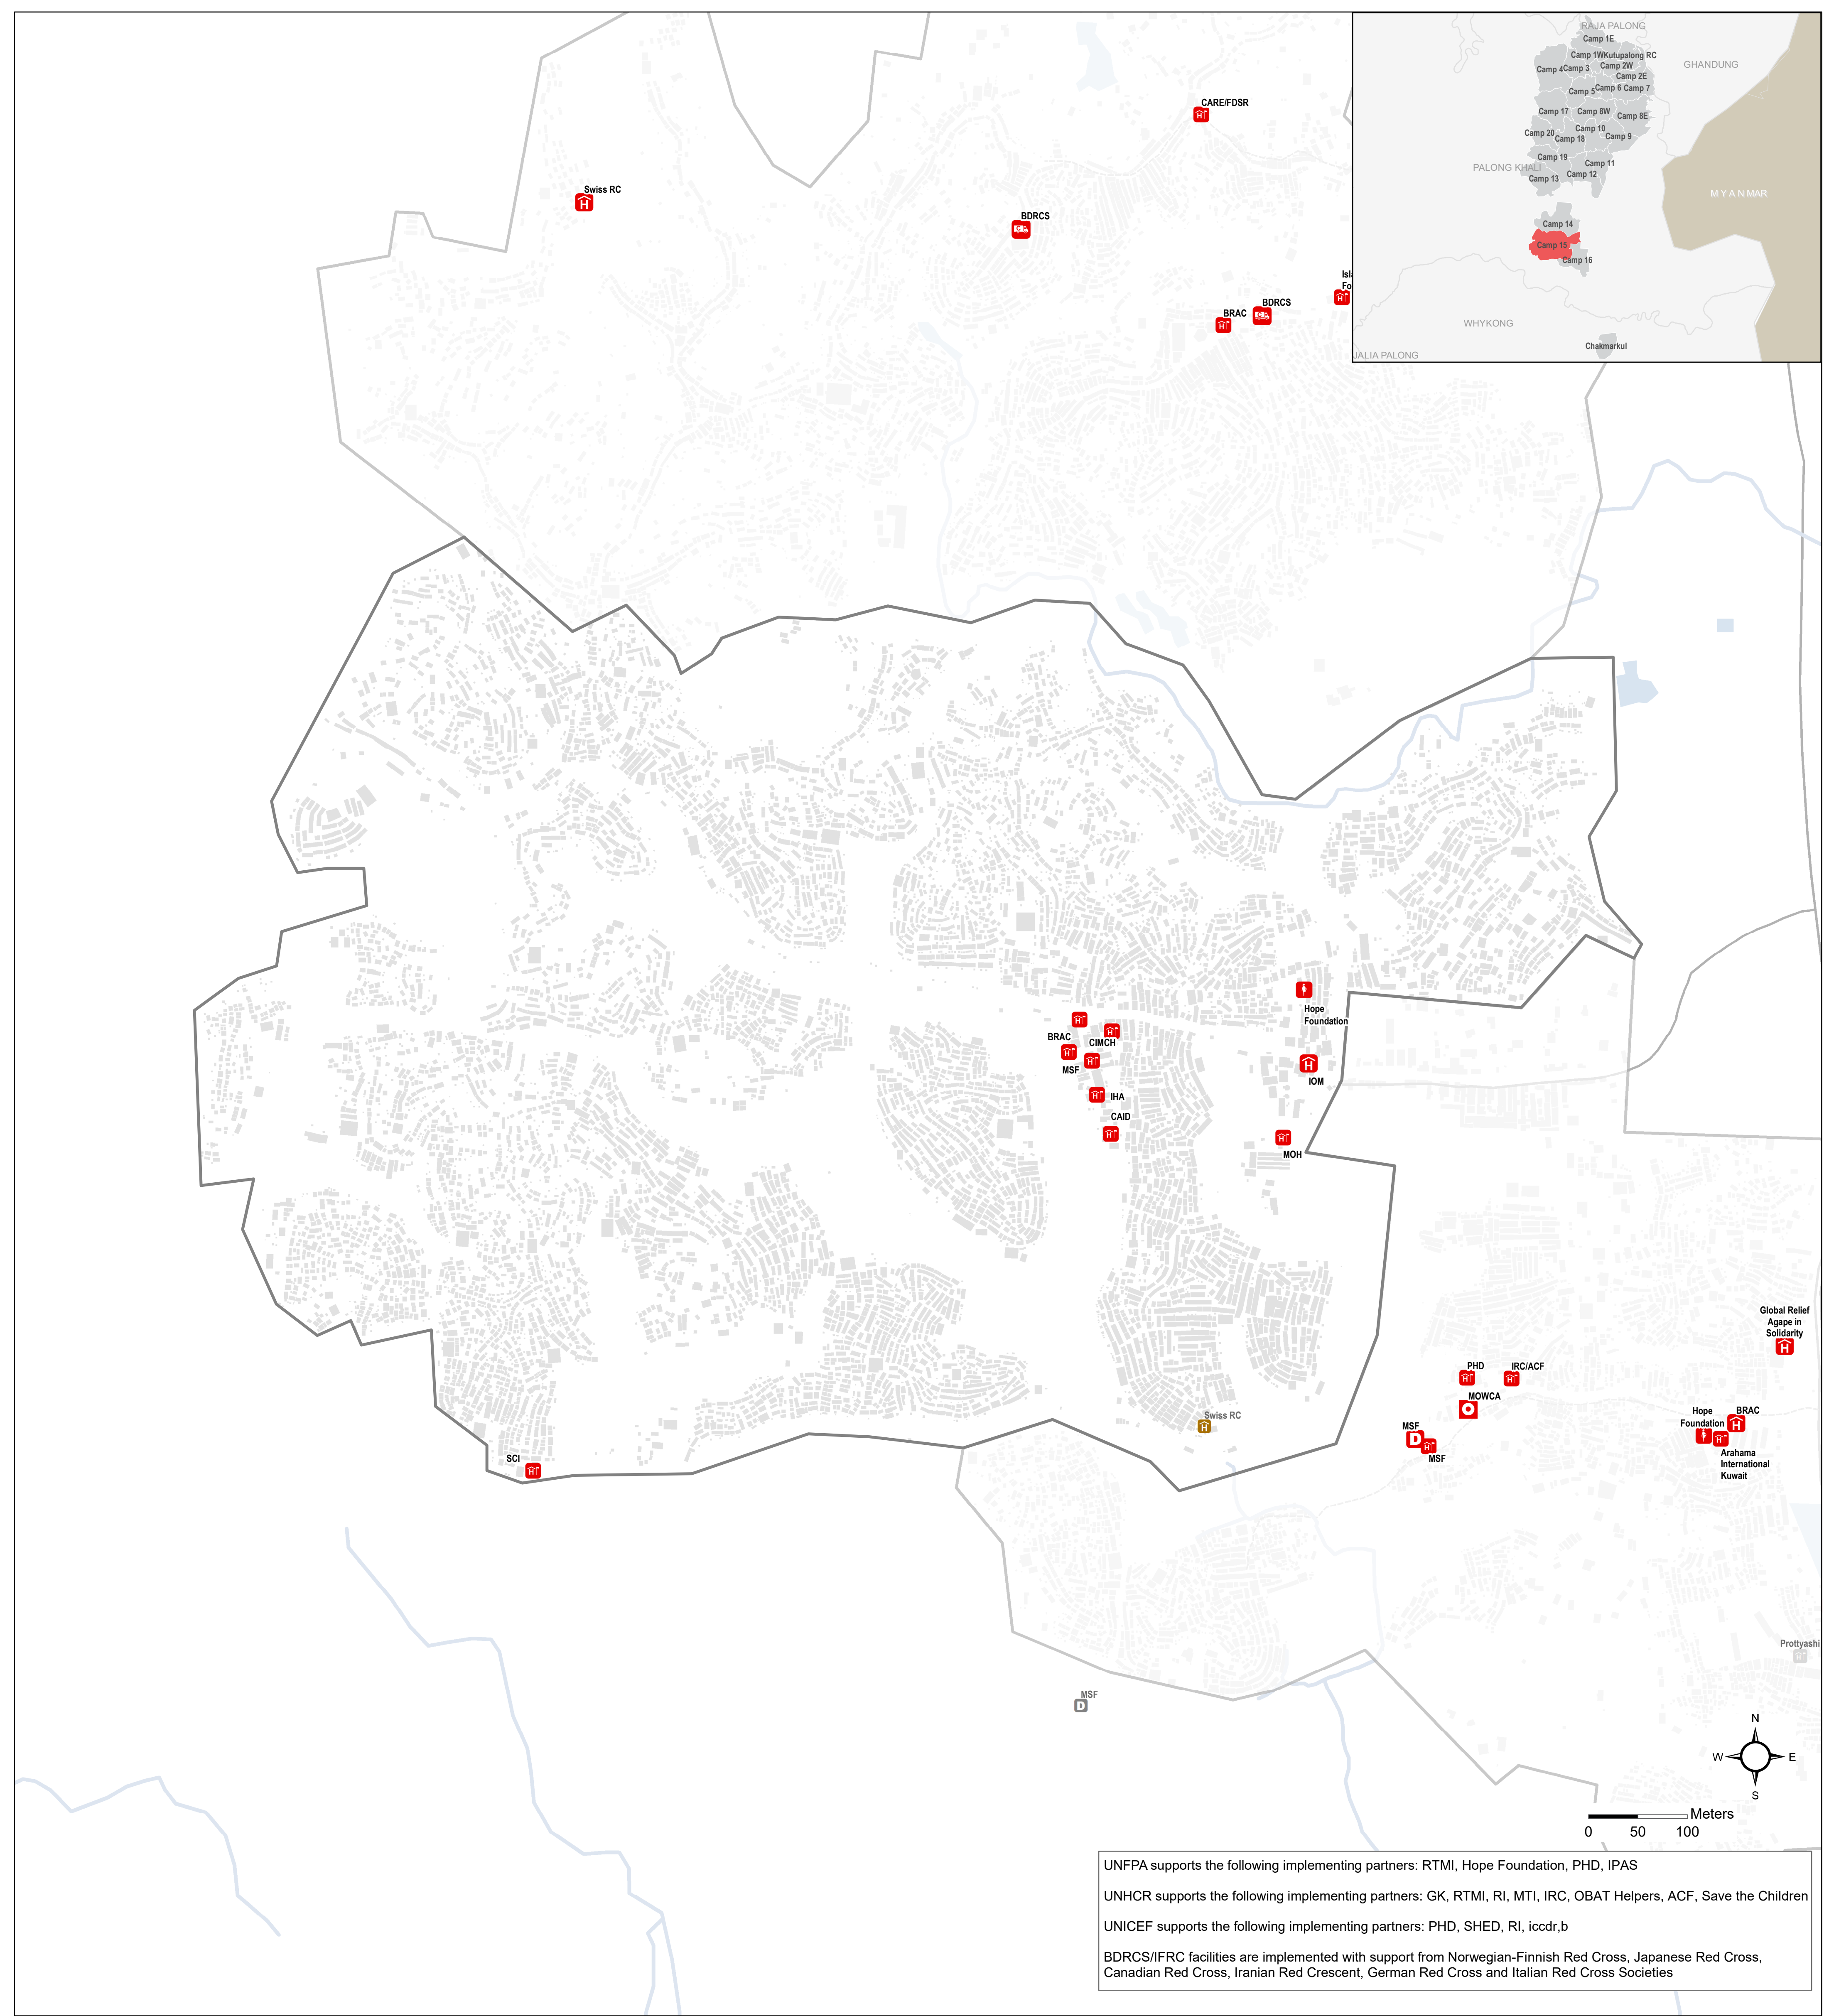 RAJA PALONG
Camp 1E
Camp 1W
Kutupalong RC
GHANDUNG
Camp 4
Camp 3
Camp 2W
Camp 2E
Camp 5
Camp 6
Camp 7
Camp 17
Camp 8W
Camp 8E
Camp 20
Camp 10
Camp 18
Camp 9
Camp 19
Camp 11
PALONG KHALI
Camp 12
Camp 13
MYANMAR
Camp 14
Camp 15
Camp 16
WHYKONG
Chakmarkul
JALIA PALONG
CARE/FDSR
Swiss RC
BDRCS
Isl
Fo
BDRCS
BRAC
Hope
Foundation
BRAC
CIMCH
MSF
IOM
IHA
CAID
MOH
Global Relief
Agape in
Solidarity
PHD
IRC/ACF
MOWCA
Hope
Foundation
BRAC
Swiss RC
MSF
D
MSF
Arahama
International
Kuwait
SCI
Prottyashi
MSF
D
N
W
E
S
Meters
0 50 100
UNFPA supports the following implementing partners: RTMI, Hope Foundation, PHD, IPAS
UNHCR supports the following implementing partners: GK, RTMI, RI, MTI, IRC, OBAT Helpers, ACF, Save the Children
UNICEF supports the following implementing partners: PHD, SHED, RI, iccdr,b
BDRCS/IFRC facilities are implemented with support from Norwegian-Finnish Red Cross, Japanese Red Cross,
Canadian Red Cross, Iranian Red Crescent, German Red Cross and Italian Red Cross Societies